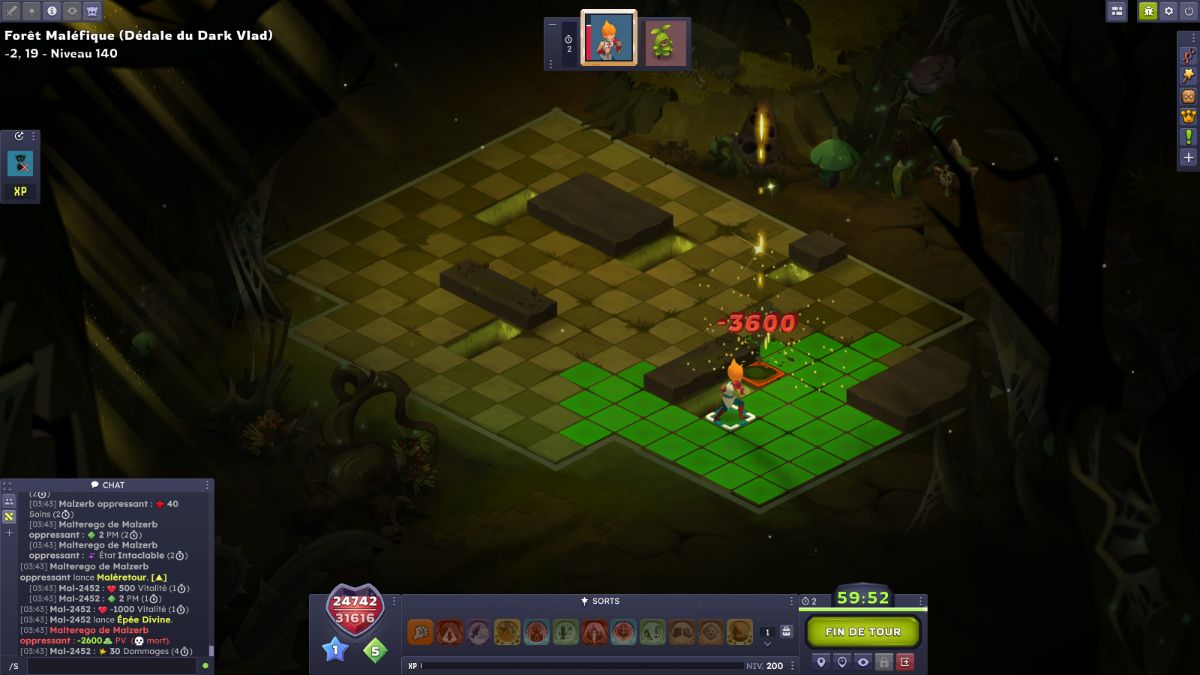 Forêt Maléfique (Dédale du Dark Vlad)
-2, 19 - Niveau 140
2
XP
-3600
CHAT
(2)
[03:43] Malzerb oppressant : 40
Soins (2)
[03:43] Malterego de Malzerb
oppressant : 2 PM (2)
[03:43] Malterego de Malzerb
oppressant : État Intaclable (2)
[03:43] Malterego de Malzerb
oppressant lance Maléretour. [▲]
[03:43] Mal-2452 : 500 Vitalité (1)
[03:43] Mal-2452 : 2 PM (1)
[03:43] Mal-2452 : -1000 Vitalité (1)
[03:43] Mal-2452 lance Épée Divine.
[03:43] Malterego de Malzerb
oppressant : -2600 PV (mort).
[03:43] Mal-2452 : 30 Dommages (4)
/S
24742
31616
1
5
SORTS
1
XP
NIV. 200
2
59:52
FIN DE TOUR